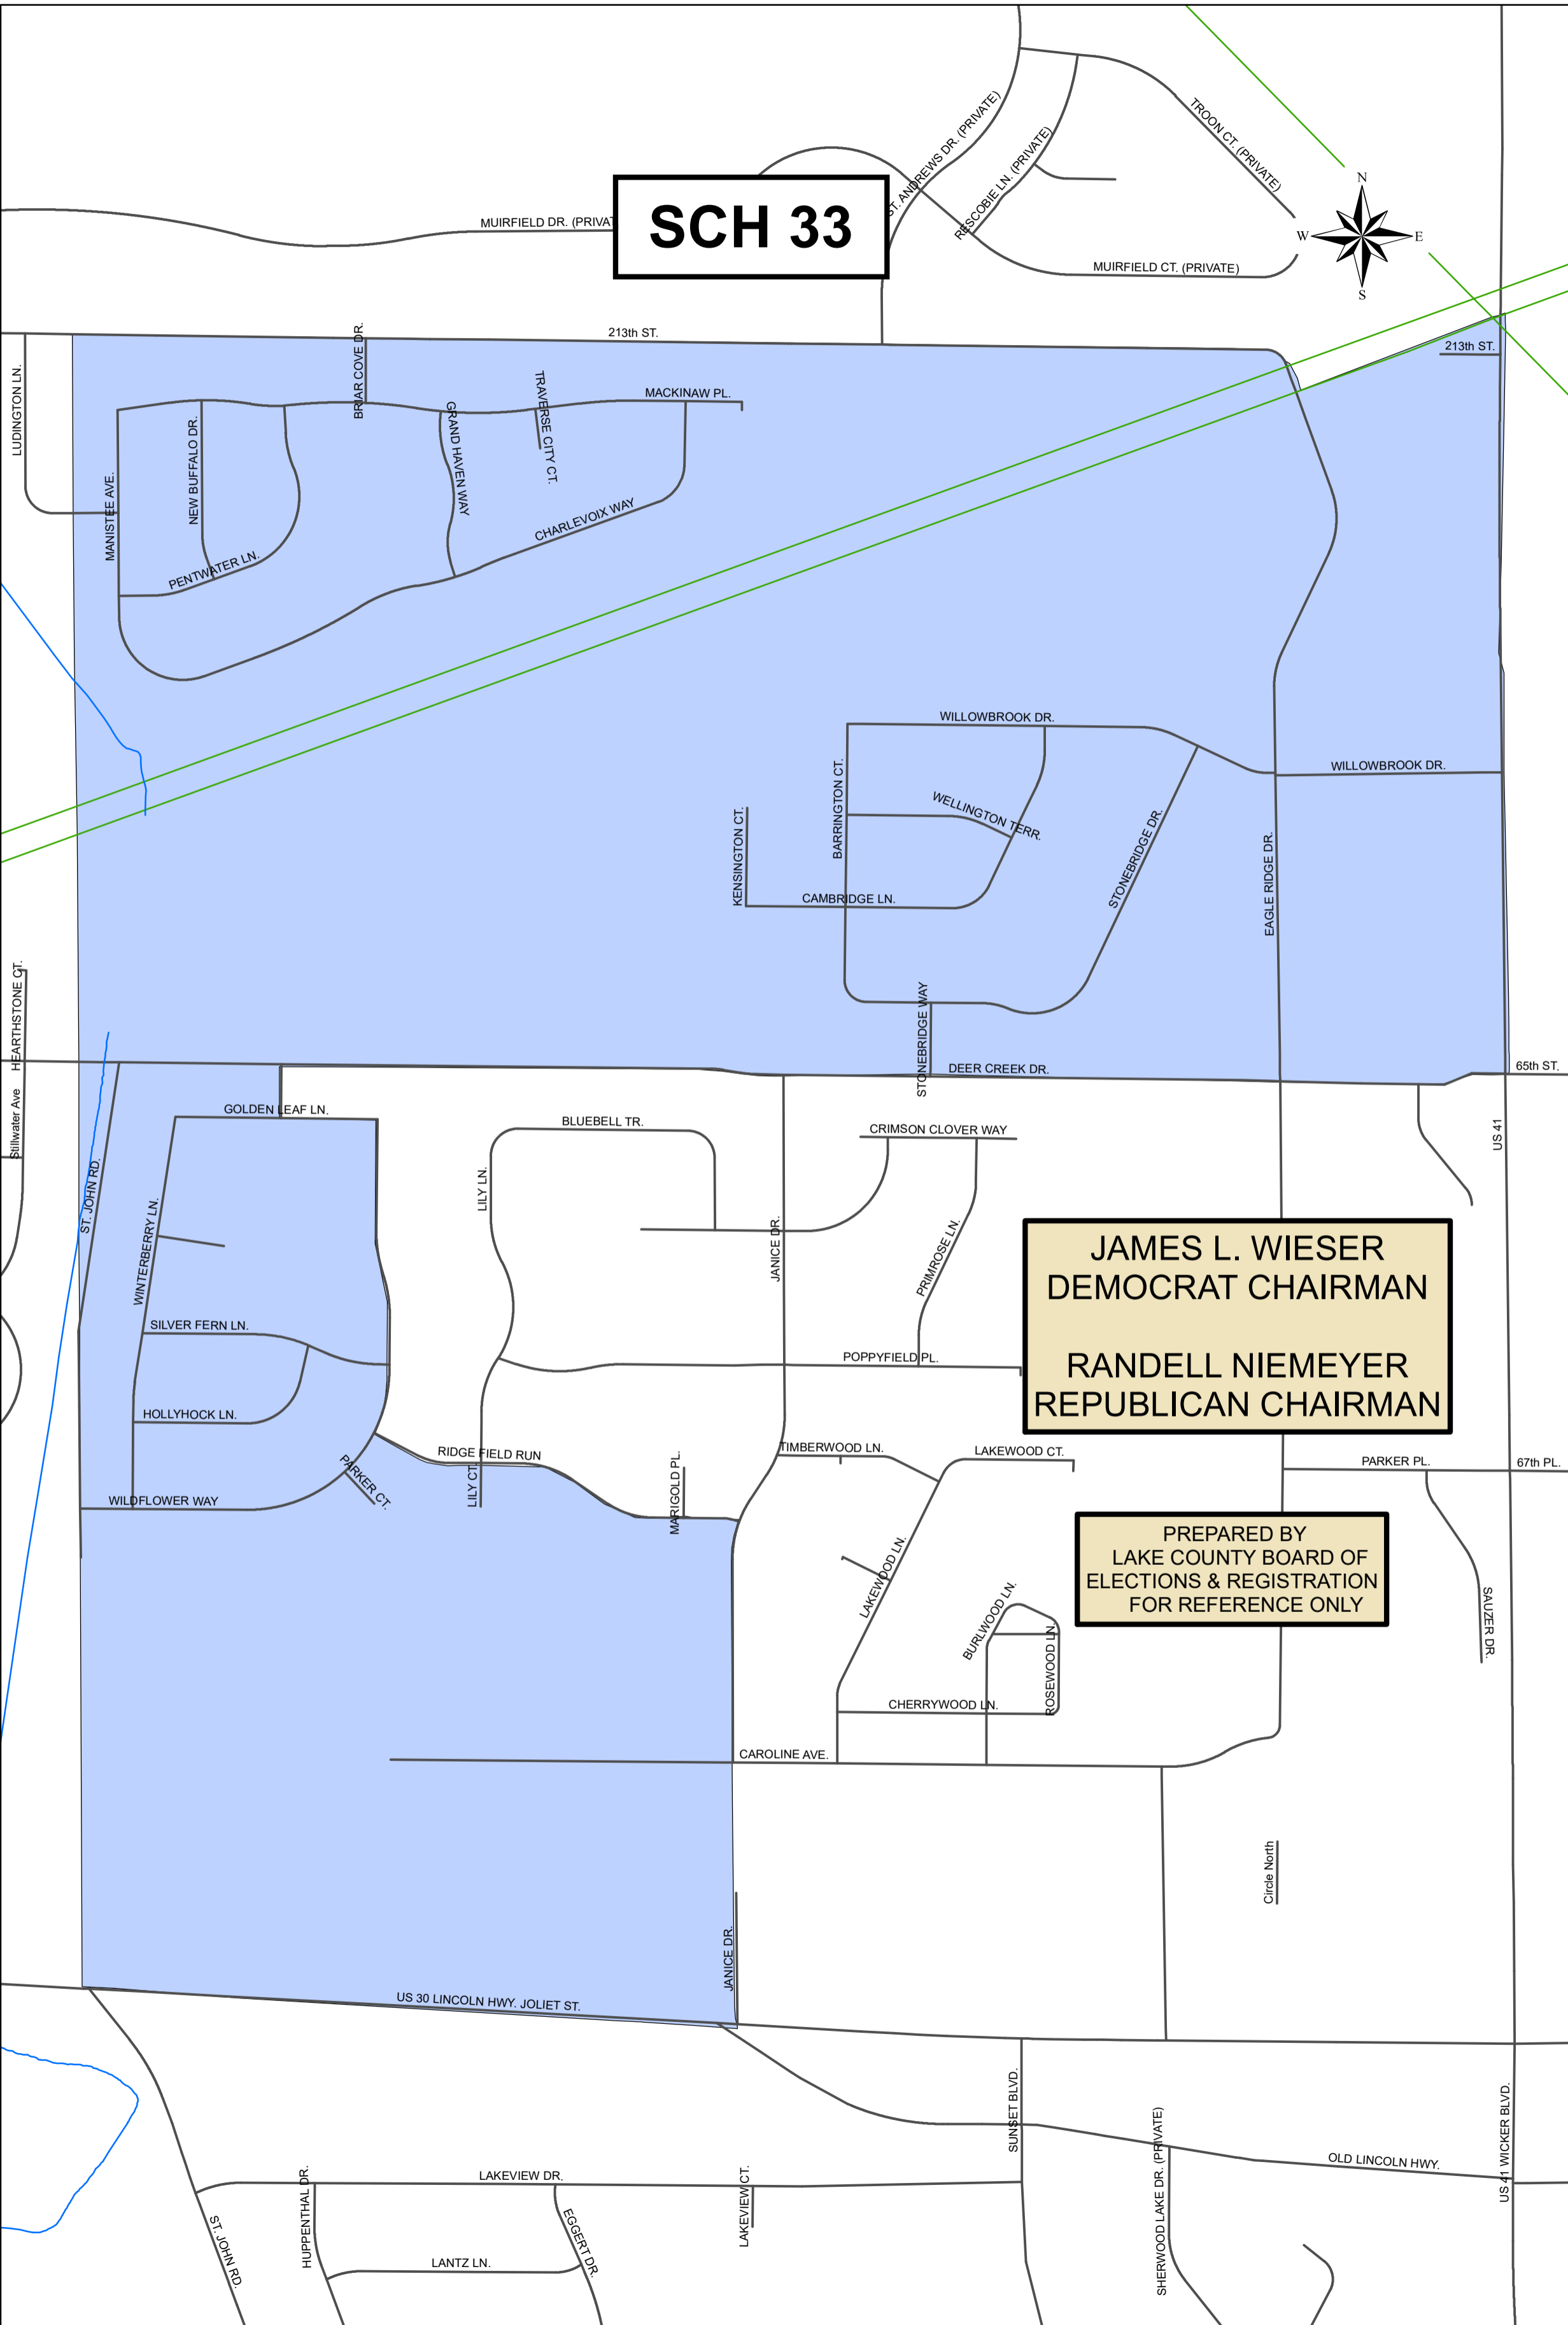 ST. ANDREWS DR. (PRIVATE)
RESCOBIE LN. (PRIVATE)
TROON CT. (PRIVATE)
N
W
E
S
MUIRFIELD DR. (PRIVAT
SCH 33
MUIRFIELD CT. (PRIVATE)
213th ST.
213th ST.
LUDINGTON LN.
BRIAR COVE DR.
MACKINAW PL.
TRAVERSE CITY CT.
GRAND HAVEN WAY
NEW BUFFALO DR.
MANISTEE AVE.
CHARLEVOIX WAY
PENTWATER LN.
WILLOWBROOK DR.
WILLOWBROOK DR.
BARRINGTON CT.
WELLINGTON TERR.
KENSINGTON CT.
STONEBRIDGE DR.
EAGLE RIDGE DR.
CAMBRIDGE LN.
HEARTHSTONE CT.
Stillwater Ave
STONEBRIDGE WAY
DEER CREEK DR.
65th ST.
GOLDEN LEAF LN.
BLUEBELL TR.
CRIMSON CLOVER WAY
US 41
ST. JOHN RD.
LILY LN.
WINTERBERRY LN.
JANICE DR.
PRIMROSE LN.
JAMES L. WIESER
DEMOCRAT CHAIRMAN
RANDELL NIEMEYER
REPUBLICAN CHAIRMAN
SILVER FERN LN.
POPPYFIELD PL.
HOLLYHOCK LN.
RIDGE FIELD RUN
TIMBERWOOD LN.
LAKEWOOD CT.
PARKER PL.
67th PL.
PARKER CT.
LILY CT.
MARIGOLD PL.
WILDFLOWER WAY
PREPARED BY
LAKE COUNTY BOARD OF
ELECTIONS & REGISTRATION
FOR REFERENCE ONLY
LAKEWOOD LN.
BURLWOOD LN.
ROSEWOOD LN.
SAUZER DR.
CHERRYWOOD LN.
CAROLINE AVE.
Circle North
JANICE DR.
US 30 LINCOLN HWY. JOLIET ST.
SUNSET BLVD.
SHERWOOD LAKE DR. (PRIVATE)
OLD LINCOLN HWY.
US 41 WICKER BLVD.
LAKEVIEW DR.
HUPPENTHAL DR.
LAKEVIEW CT.
EGGERT DR.
ST. JOHN RD.
LANTZ LN.